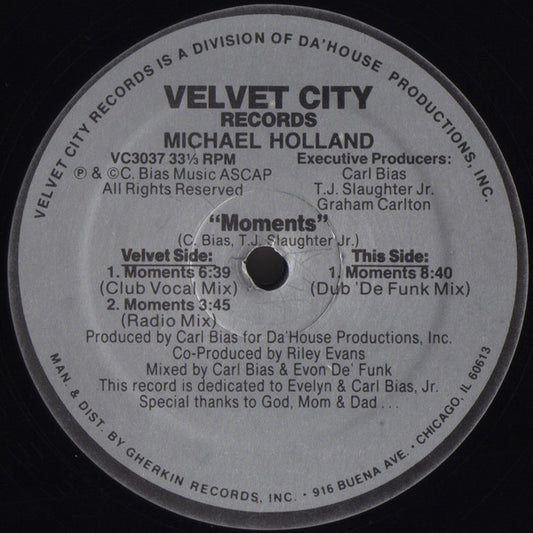 VELVET CITY RECORDS IS A DIVISION OF DA'HOUSE PRODUCTIONS, INC.
VELVET CITY
RECORDS
MICHAEL HOLLAND
VC3037 33⅓ RPM
Ⓟ & ©C. Bias Music ASCAP
All Rights Reserved
Executive Producers:
Carl Bias
T.J. Slaughter Jr.
Graham Carlton
"Moments"
(C. Bias, T.J. Slaughter Jr.)
Velvet Side:
1. Moments 6:39
(Club Vocal Mix)
2. Moments 3:45
(Radio Mix)
This Side:
1. Moments 8:40
(Dub 'De Funk Mix)
Produced by Carl Bias for Da'House Productions, Inc.
Co-Produced by Riley Evans
Mixed by Carl Bias & Evon De' Funk
This record is dedicated to Evelyn & Carl Bias, Jr.
Special thanks to God, Mom & Dad . . .
MAN. & DIST. BY GHERKIN RECORDS, INC. • 916 BUENA AVE. • CHICAGO, IL 60613